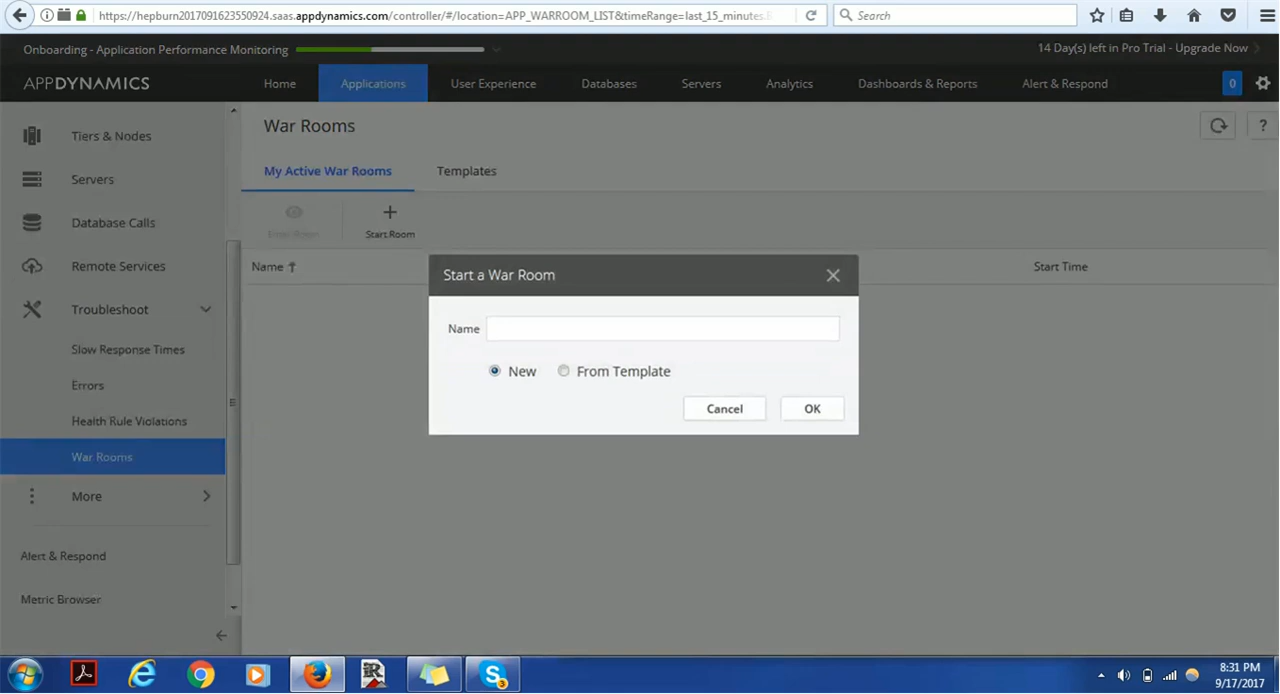 https://hepburn2017091623550924.saas.appdynamics.com/controller/#/location=APP_WARROOM_LIST&timeRange=last_15_minutes.
Search
Onboarding - Application Performance Monitoring
14 Day(s) left in Pro Trial - Upgrade Now
APPDYNAMICS
Home
Applications
User Experience
Databases
Servers
Analytics
Dashboards & Reports
Alert & Respond
0
Tiers & Nodes
Servers
Database Calls
Remote Services
Troubleshoot
Slow Response Times
Errors
Health Rule Violations
War Rooms
More
Alert & Respond
Metric Browser
War Rooms
?
My Active War Rooms
Templates
Start Room
Name
Start Time
Start a War Room
Name
New
From Template
Cancel
OK
3
8:31 PM
9/17/2017